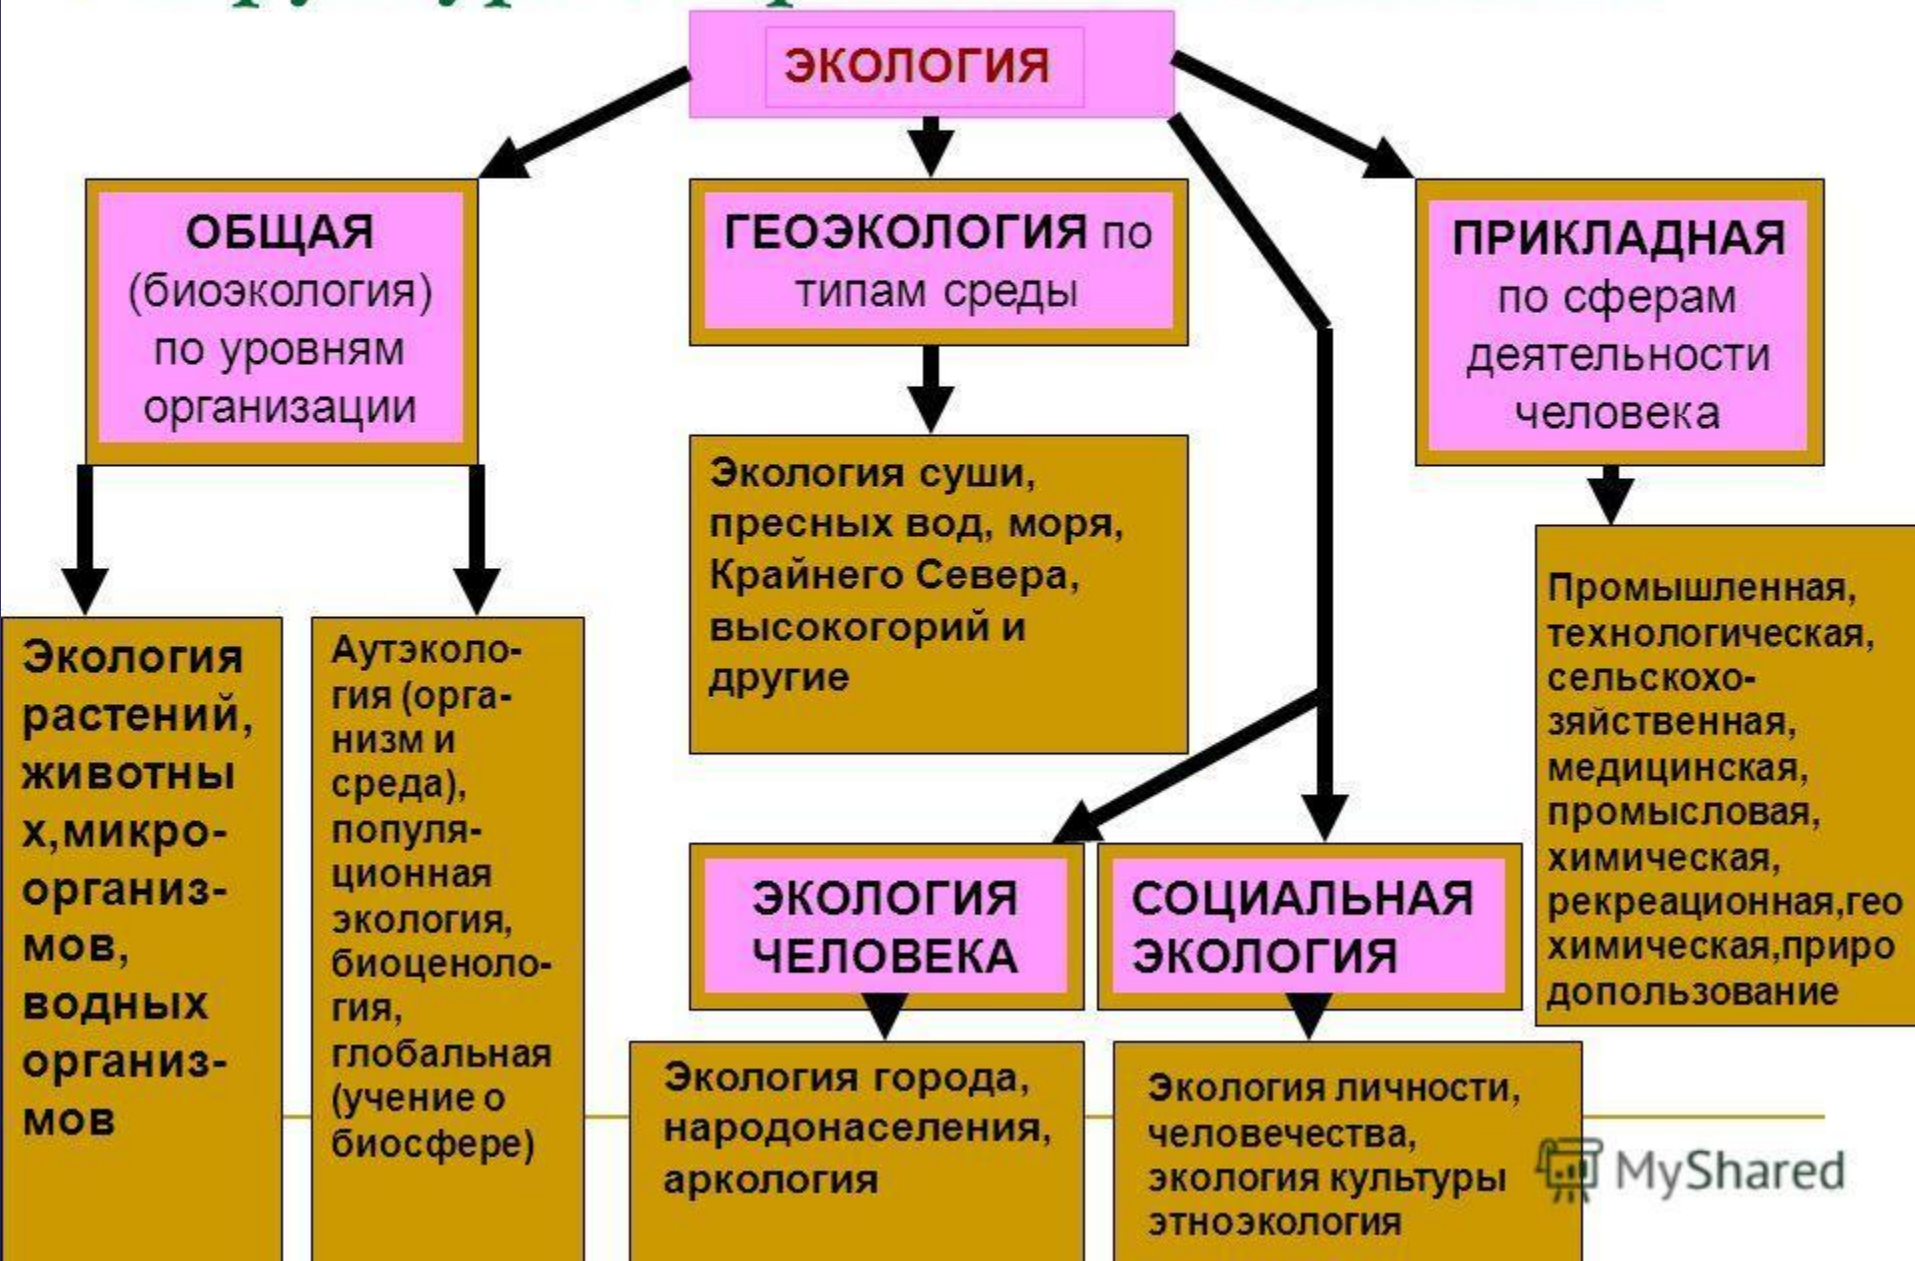 ЭКОЛОГИЯ
ОБЩАЯ
(биоэкология)
по уровням
организации
ГЕОЭКОЛОГИЯ по
типам среды
ПРИКЛАДНАЯ
по сферам
деятельности
человека
Экология
растений,
животны
х,микро-
организ-
мов,
водных
организ-
мов
Аутэколо-
гия (орга-
низм и
среда),
популя-
ционная
экология,
биоценоло-
гия,
глобальная
(учение о
биосфере)
Экология суши,
пресных вод, моря,
Крайнего Севера,
высокогорий и
другие
Промышленная,
технологическая,
сельскохо-
зяйственная,
медицинская,
промысловая,
химическая,
рекреационная,гео
химическая,приро
допользование
ЭКОЛОГИЯ
ЧЕЛОВЕКА
СОЦИАЛЬНАЯ
ЭКОЛОГИЯ
Экология города,
народонаселения,
аркология
Экология личности,
человечества,
экология культуры
этноэкология
MyShared